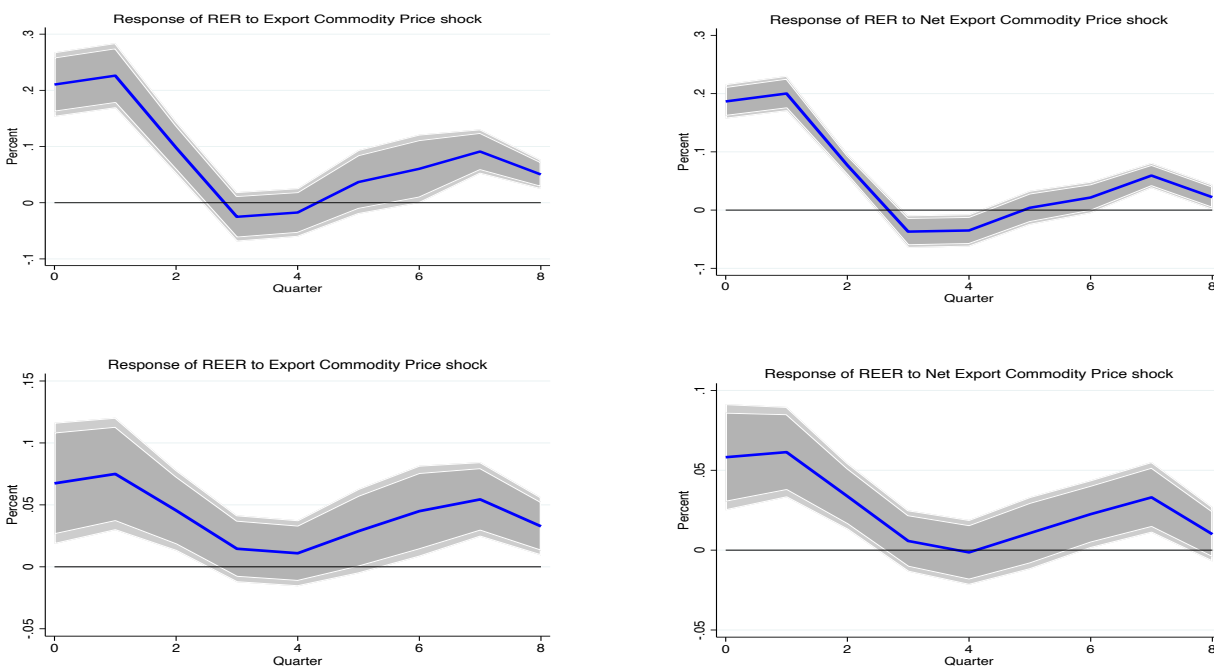 Response of RER to Export Commodity Price shock
Percent
.3
.2
.1
0
-.1
0 2 4 6 8
Quarter
Response of RER to Net Export Commodity Price shock
Percent
.3
.2
.1
0
-.1
0 2 4 6 8
Quarter
Response of REER to Export Commodity Price shock
Percent
.15
.1
.05
0
-.05
0 2 4 6 8
Quarter
Response of REER to Net Export Commodity Price shock
Percent
.1
.05
0
-.05
0 2 4 6 8
Quarter